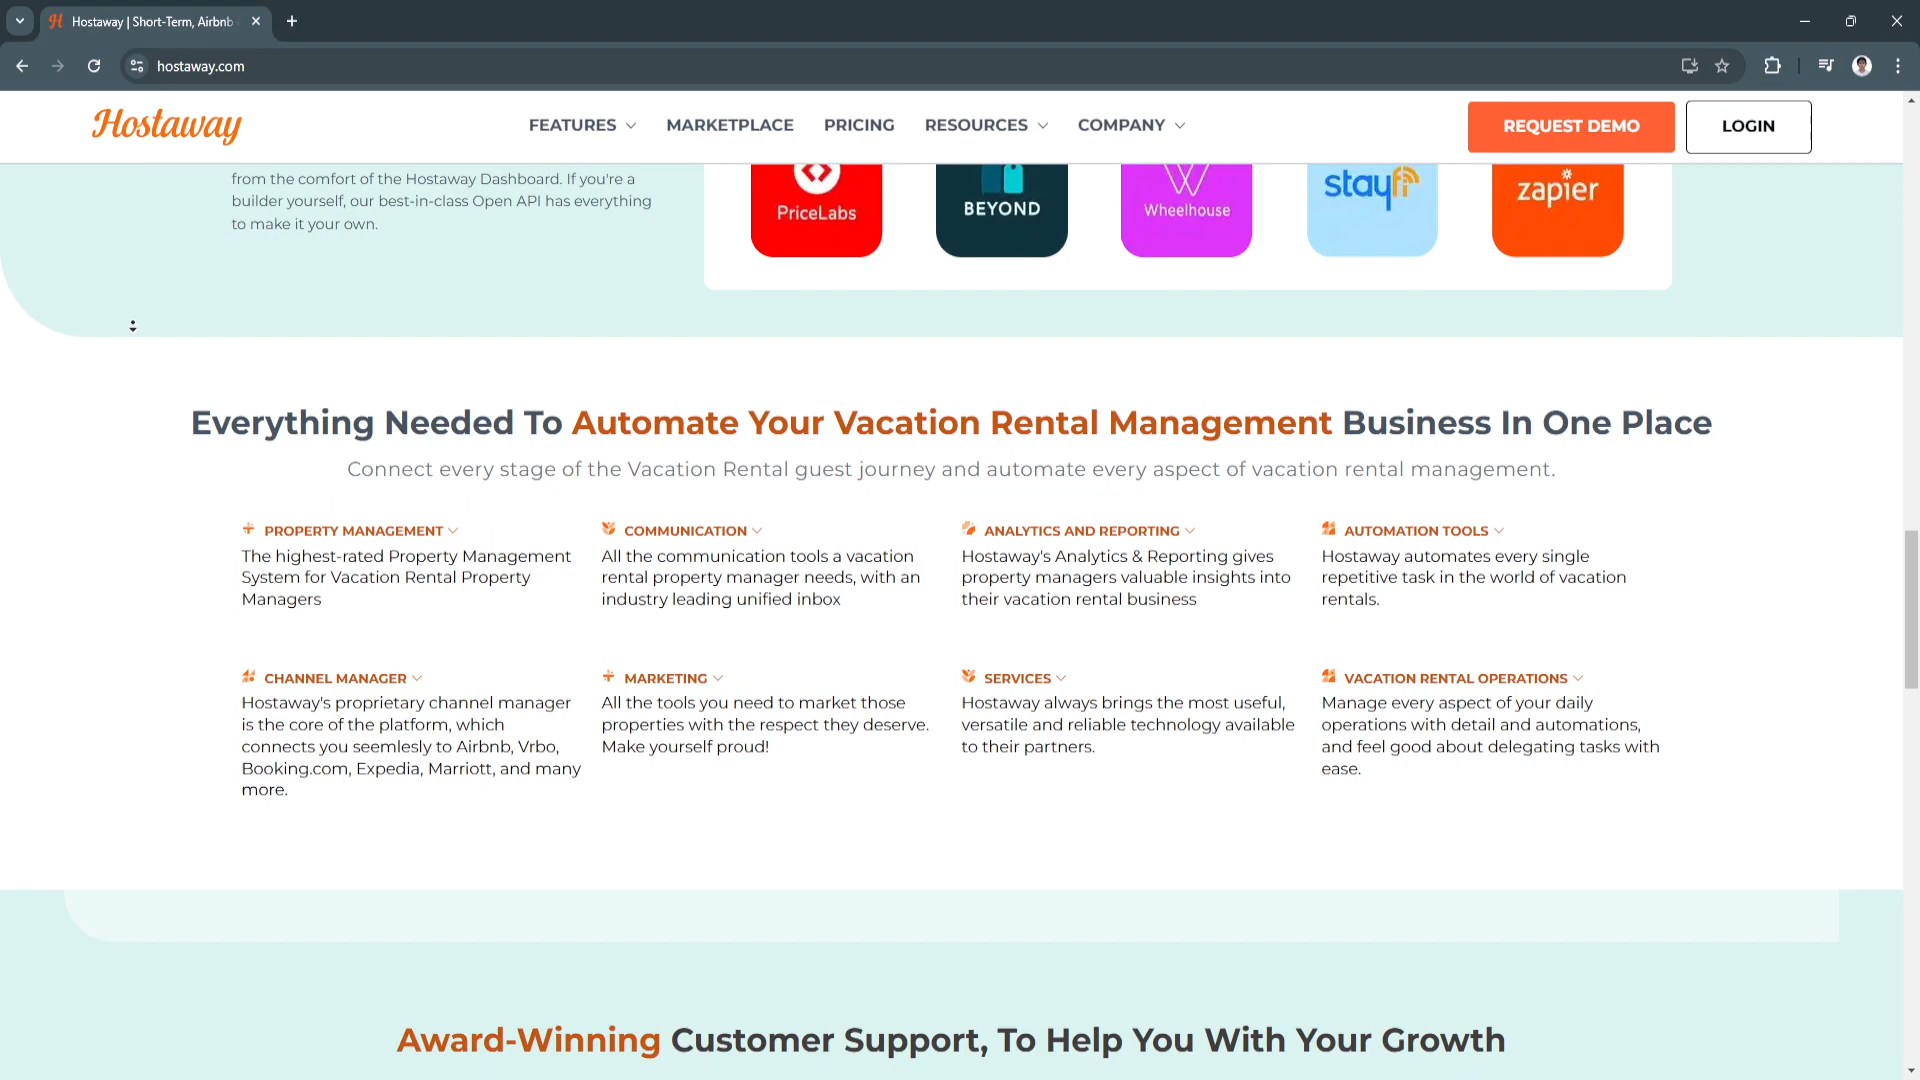 Hostaway | Short-Term, Airbnb
hostaway.com
Hostaway
FEATURES
MARKETPLACE
PRICING
RESOURCES
COMPANY
REQUEST DEMO
LOGIN
from the comfort of the Hostaway Dashboard. If you're a
builder yourself, our best-in-class Open API has everything
to make it your own.
PriceLabs
BEYOND
Wheelhouse
stayfi
zapier
Everything Needed To Automate Your Vacation Rental Management Business In One Place
Connect every stage of the Vacation Rental guest journey and automate every aspect of vacation rental management.
PROPERTY MANAGEMENT
The highest-rated Property Management
System for Vacation Rental Property
Managers
COMMUNICATION
All the communication tools a vacation
rental property manager needs, with an
industry leading unified inbox
ANALYTICS AND REPORTING
Hostaway's Analytics & Reporting gives
property managers valuable insights into
their vacation rental business
AUTOMATION TOOLS
Hostaway automates every single
repetitive task in the world of vacation
rentals.
CHANNEL MANAGER
Hostaway's proprietary channel manager
is the core of the platform, which
connects you seemlesly to Airbnb, Vrbo,
Booking.com, Expedia, Marriott, and many
more.
MARKETING
All the tools you need to market those
properties with the respect they deserve.
Make yourself proud!
SERVICES
Hostaway always brings the most useful,
versatile and reliable technology available
to their partners.
VACATION RENTAL OPERATIONS
Manage every aspect of your daily
operations with detail and automations,
and feel good about delegating tasks with
ease.
Award-Winning Customer Support, To Help You With Your Growth